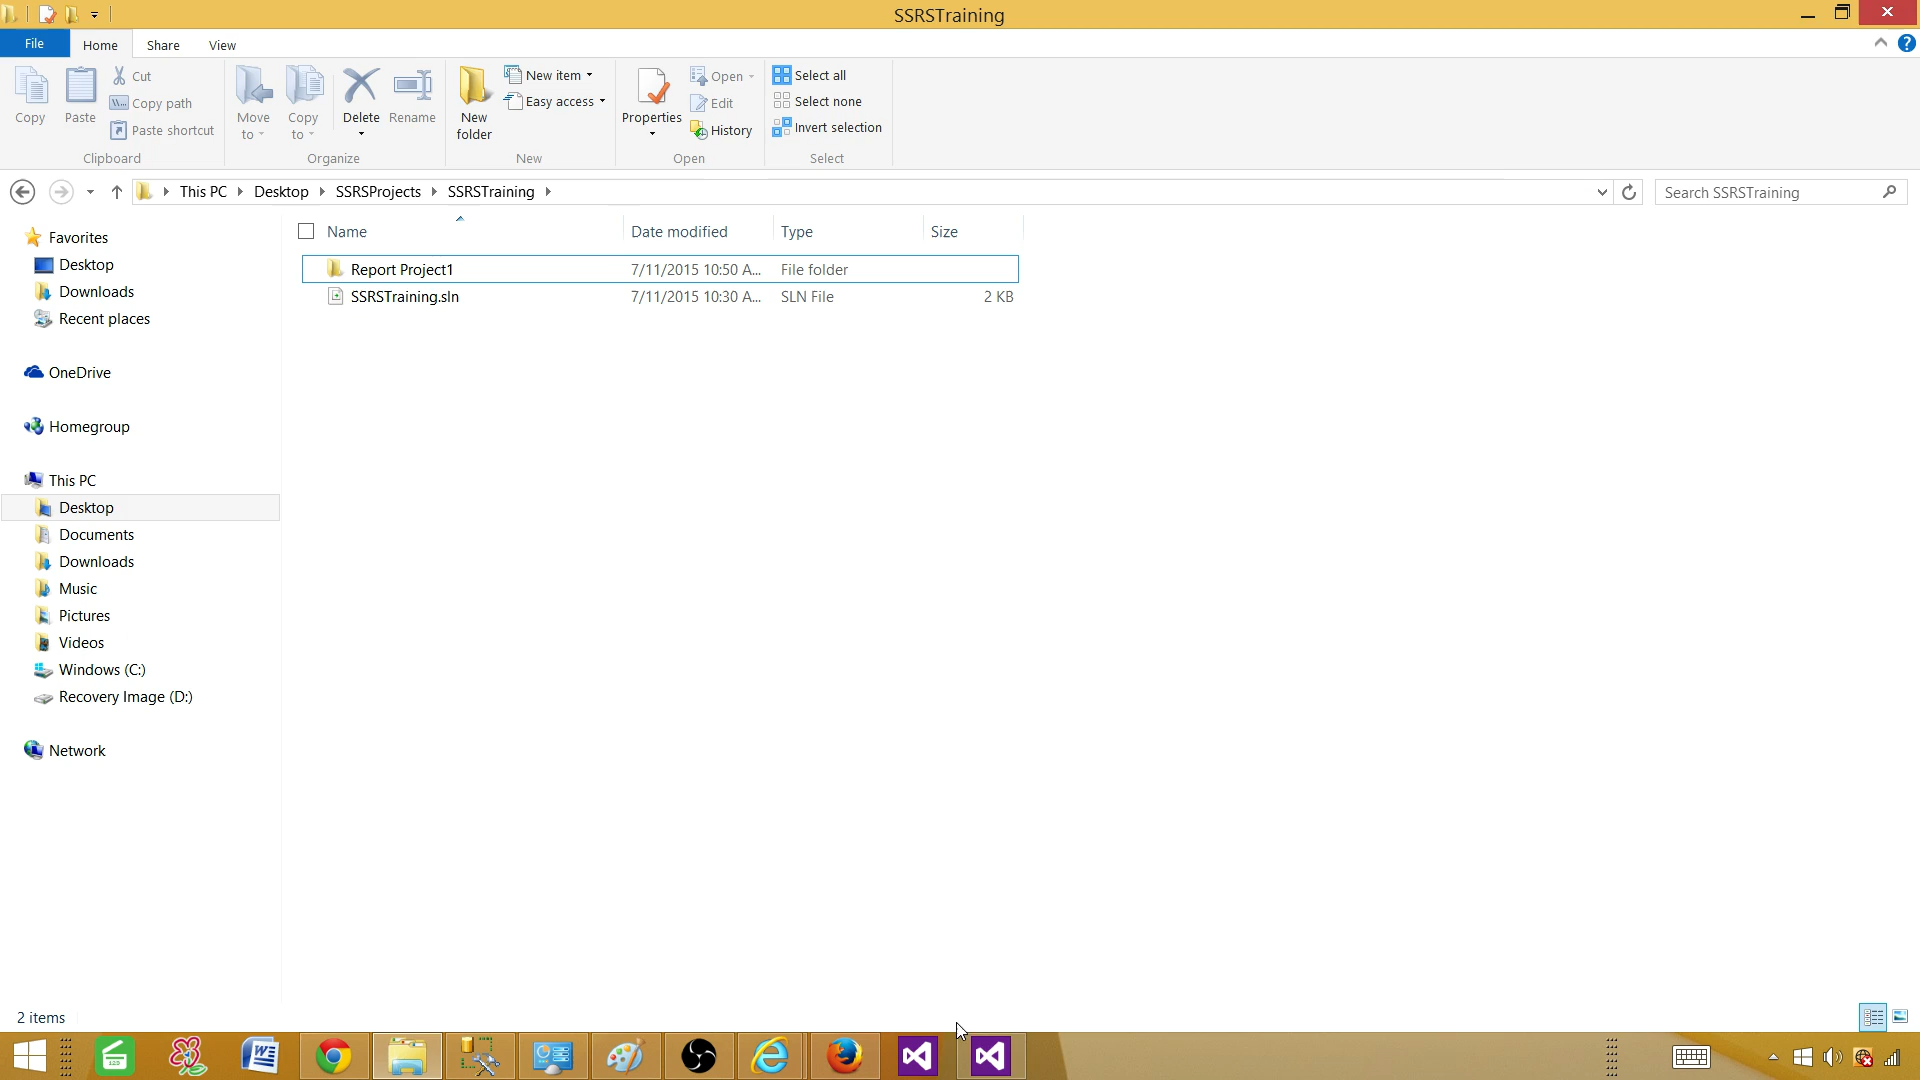 SSRSTraining
File Home Share View
Copy
Paste
Cut
Copy path
Paste shortcut
Clipboard
Move to
Copy to
Delete
Rename
Organize
New folder
New item
Easy access
New
Properties
Open
Edit
History
Open
Select all
Select none
Invert selection
Select
This PC Desktop SSRSProjects SSRSTraining
Search SSRSTraining
Favorites
Desktop
Downloads
Recent places
OneDrive
Homegroup
This PC
Desktop
Documents
Downloads
Music
Pictures
Videos
Windows (C:)
Recovery Image (D:)
Network
Name Date modified Type Size
Report Project1 7/11/2015 10:50 A... File folder
SSRSTraining.sln 7/11/2015 10:30 A... SLN File 2 KB
2 items